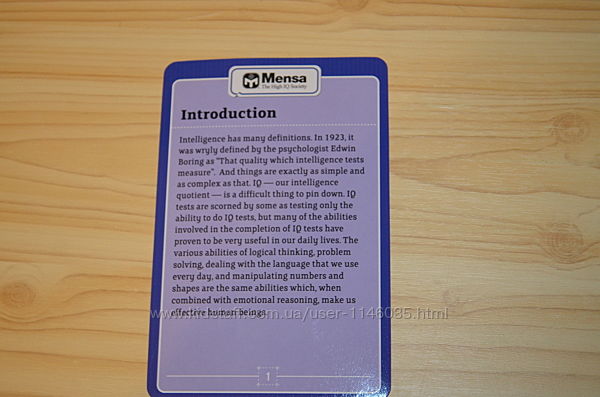 Mensa
The High IQ Society
Introduction
Intelligence has many definitions. In 1923, it
was wryly defined by the psychologist Edwin
Boring as "That quality which intelligence tests
measure". And things are exactly as simple and
as complex as that. IQ — our intelligence
quotient — is a difficult thing to pin down. IQ
tests are scorned by some as testing only the
ability to do IQ tests, but many of the abilities
involved in the completion of IQ tests have
proven to be very useful in our daily lives. The
various abilities of logical thinking, problem
solving, dealing with the language that we use
every day, and manipulating numbers and
shapes are the same abilities which, when
combined with emotional reasoning, make us
effective human beings.
.ua/user-1146035.html
1